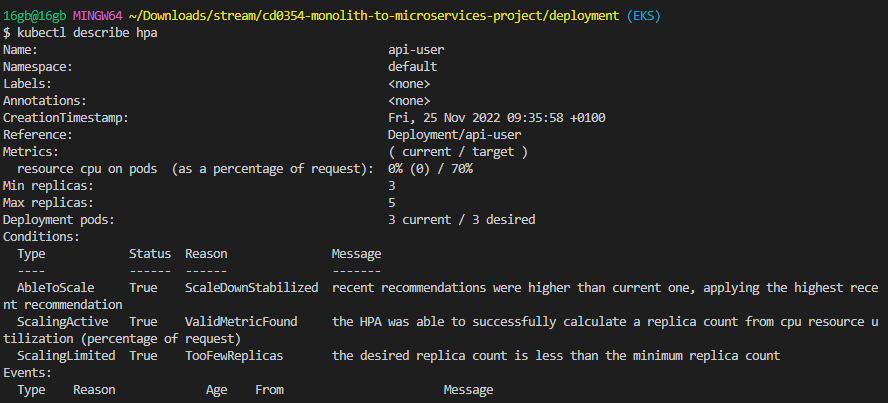 16gb@16gb MINGW64 ~/Downloads/stream/cd0354-monolith-to-microservices-project/deployment (EKS)
$ kubectl describe hpa
Name:                                                  api-user
Namespace:                                             default
Labels:                                                <none>
Annotations:                                           <none>
CreationTimestamp:                                     Fri, 25 Nov 2022 09:35:58 +0100
Reference:                                             Deployment/api-user
Metrics:                                               ( current / target )
  resource cpu on pods  (as a percentage of request):  0% (0) / 70%
Min replicas:                                          3
Max replicas:                                          5
Deployment pods:                                       3 current / 3 desired
Conditions:
  Type            Status  Reason               Message
  ----            ------  ------               -------
  AbleToScale     True    ScaleDownStabilized  recent recommendations were higher than current one, applying the highest rece
nt recommendation
  ScalingActive   True    ValidMetricFound     the HPA was able to successfully calculate a replica count from cpu resource u
tilization (percentage of request)
  ScalingLimited  True    TooFewReplicas       the desired replica count is less than the minimum replica count
Events:
  Type    Reason             Age    From                       Message